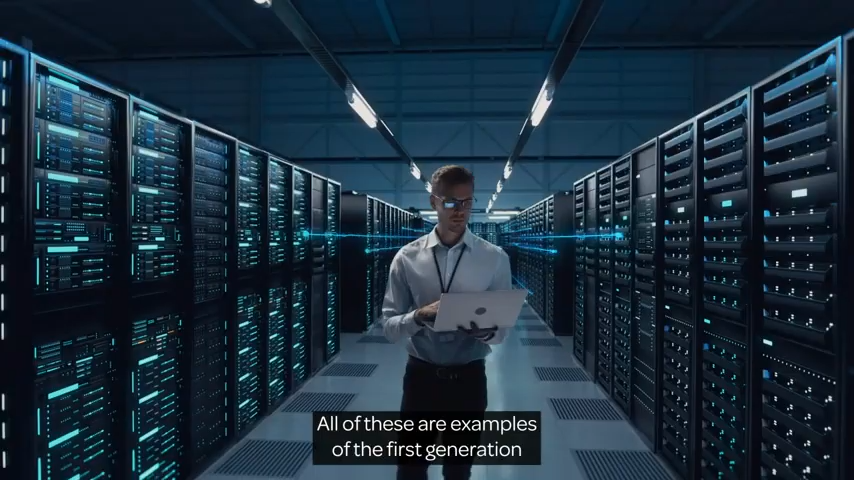 All of these are examples
of the first generation